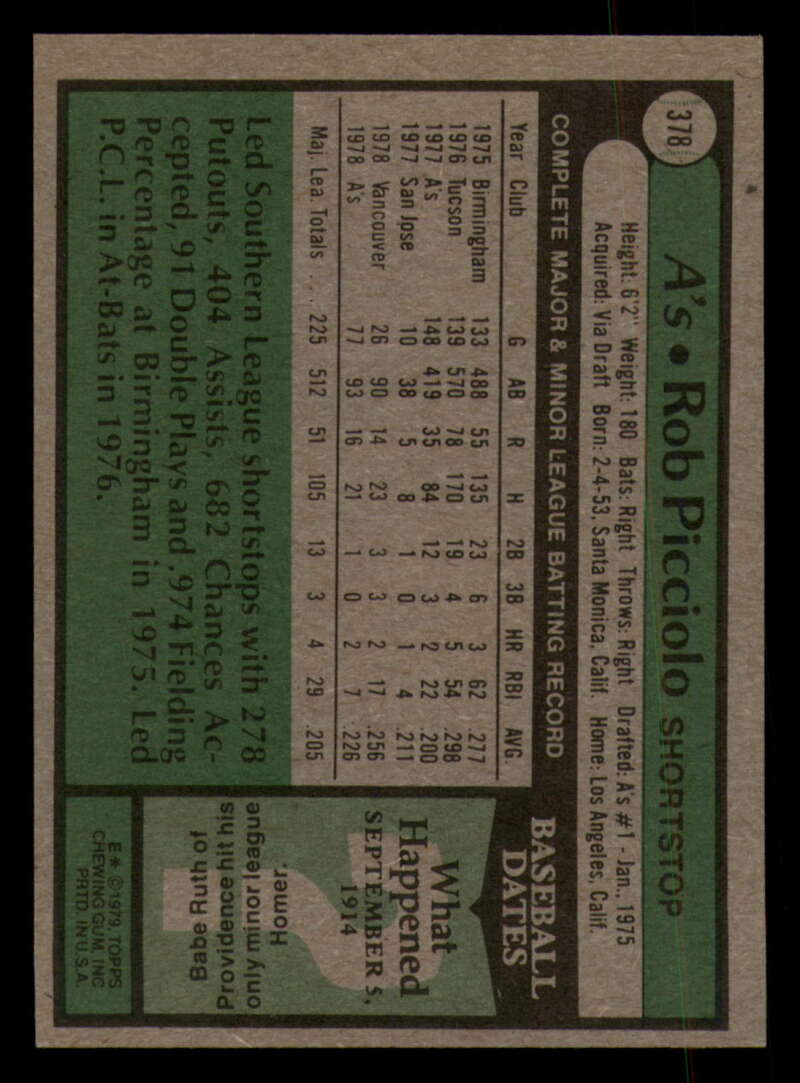 378
A's • Rob Picciolo SHORTSTOP
Height: 6'2" Weight: 180 Bats: Right Throws: Right Drafted: A's #1 - Jan., 1975
Acquired: Via Draft Born: 2-4-53, Santa Monica, Calif. Home: Los Angeles, Calif.
COMPLETE MAJOR & MINOR LEAGUE BATTING RECORD
Year Club G AB R H 2B 3B HR RBI AVG.
1975 Birmingham 133 488 55 135 23 6 3 62 .277
1976 Tucson 139 570 78 170 19 4 5 54 .298
1977 A's 148 419 35 84 12 3 2 22 .200
1977 San Jose 10 38 5 8 1 0 1 4 .211
1978 Vancouver 26 90 14 23 3 3 2 17 .256
1978 A's 77 93 16 21 1 0 2 7 .226
Maj. Lea. Totals ... 225 512 51 105 13 3 4 29 .205
Led Southern League shortstops with 278
Putouts, 404 Assists, 682 Chances Ac-
cepted, 91 Double Plays and .974 Fielding
Percentage at Birmingham in 1975. Led
P.C.L. in At-Bats in 1976.
BASEBALL
DATES
What
Happened
SEPTEMBER 5,
1914
?
Babe Ruth of
Providence hit his
only minor league
Homer.
E* ©1979, TOPPS
CHEWING GUM, INC
PRTD. IN U.S.A.